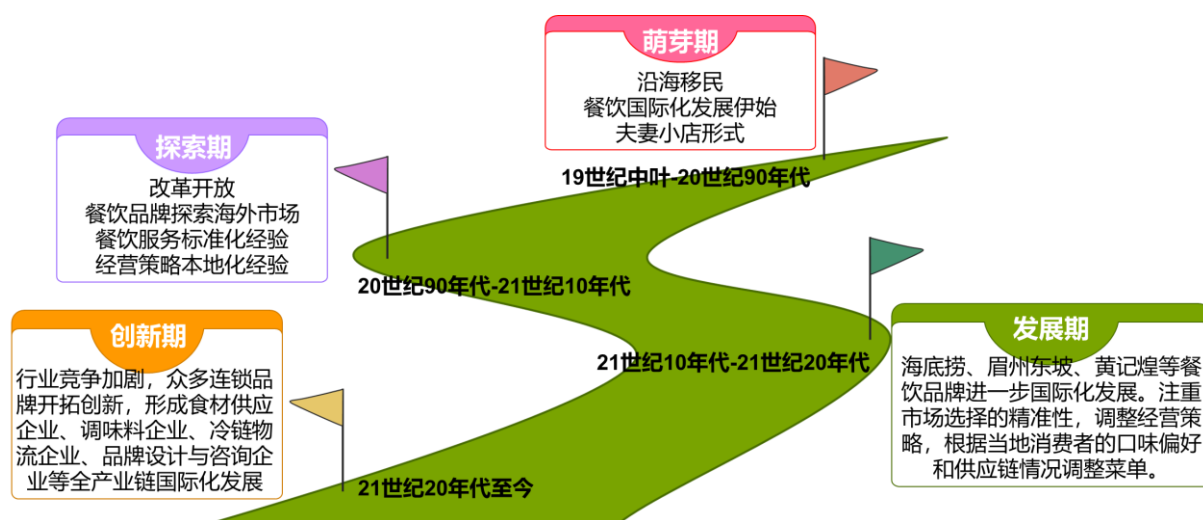 萌芽期
沿海移民
餐饮国际化发展伊始
夫妻小店形式
19世纪中叶-20世纪90年代
探索期
改革开放
餐饮品牌探索海外市场
餐饮服务标准化经验
经营策略本地化经验
20世纪90年代-21世纪10年代
发展期
海底捞、眉州东坡、黄记煌等餐
饮品牌进一步国际化发展。注重
市场选择的精准性，调整经营策
略，根据当地消费者的口味偏好
和供应链情况调整菜单。
21世纪10年代-21世纪20年代
创新期
行业竞争加剧，众多连锁品
牌开拓创新，形成食材供应
企业、调味料企业、冷链物
流企业、品牌设计与咨询企
业等全产业链国际化发展
21世纪20年代至今